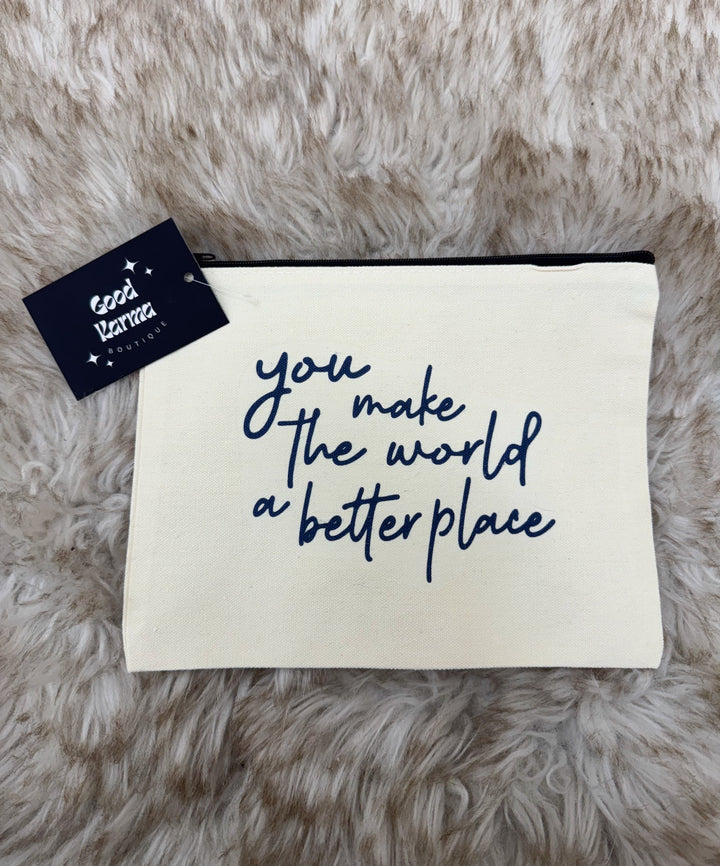 Good
Karma
BOUTIQUE
you
make
the world
a better place